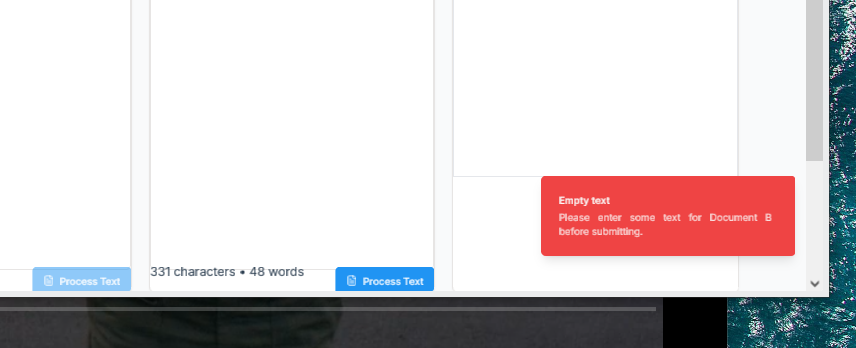 Empty text
Please enter some text for Document B
before submitting.
331 characters • 48 words
Process Text
Process Text